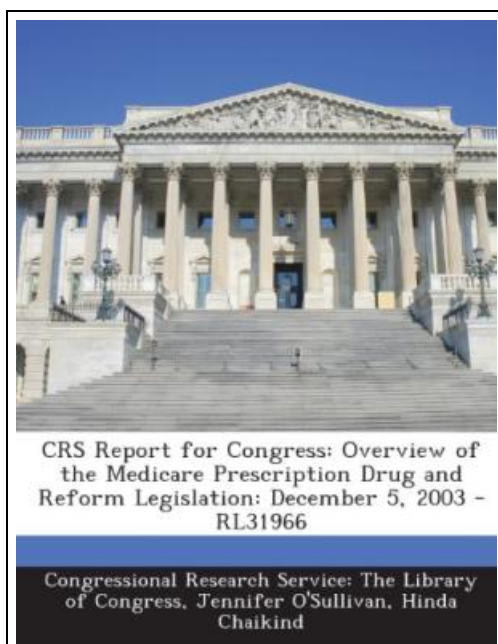 CRS Report for Congress: Overview of
the Medicare Prescription Drug and
Reform Legislation: December 5, 2003 -
RL31966
Congressional Research Service: The Library
of Congress, Jennifer O'Sullivan, Hinda
Chaikind